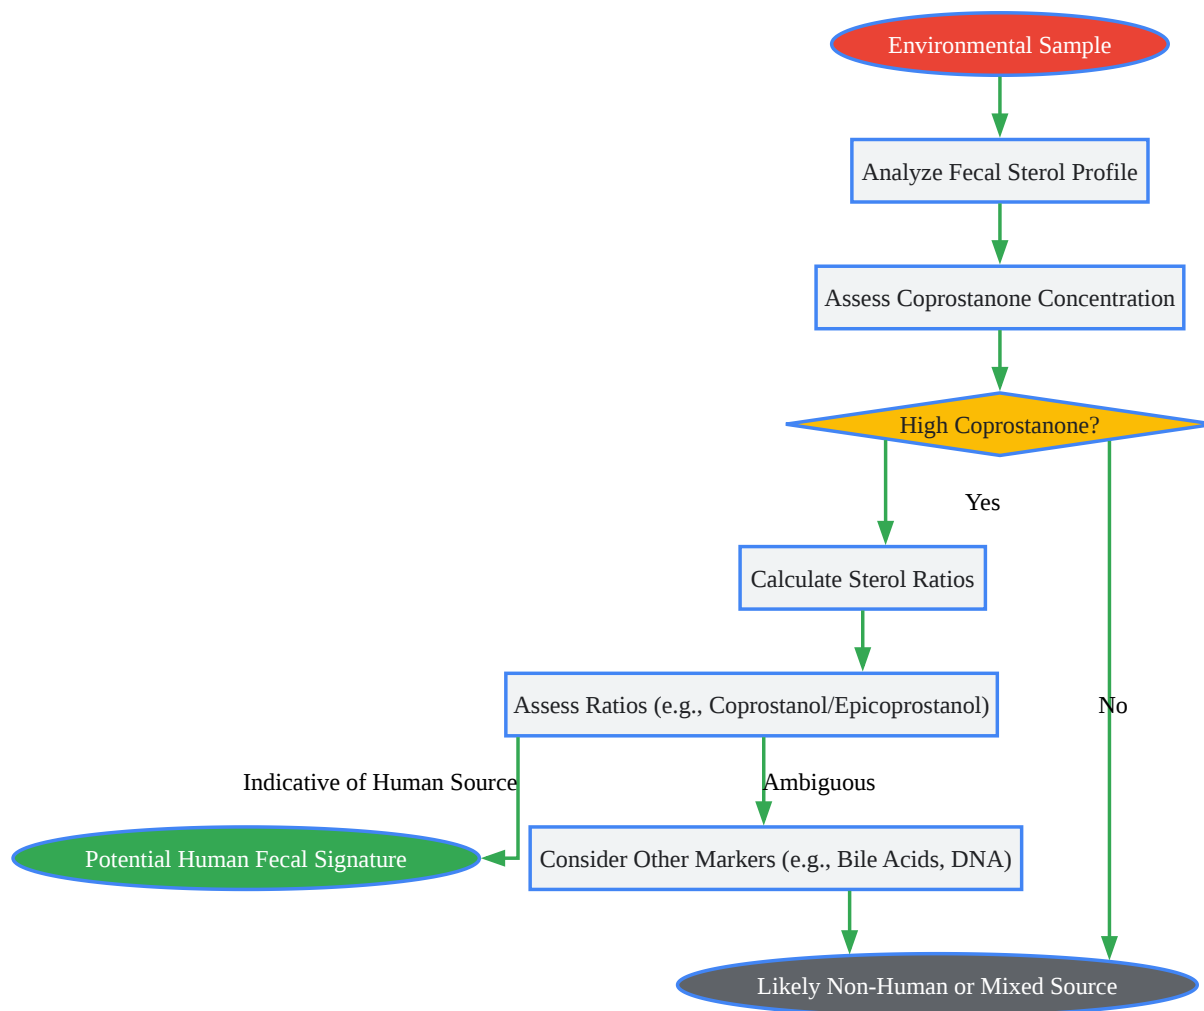 Environmental Sample
Analyze Fecal Sterol Profile
Assess Coprostanone Concentration
High Coprostanone?
Yes
Calculate Sterol Ratios
Assess Ratios (e.g., Coprostanol/Epicoprostanol)
No
Indicative of Human Source
Ambiguous
Potential Human Fecal Signature
Consider Other Markers (e.g., Bile Acids, DNA)
Likely Non-Human or Mixed Source